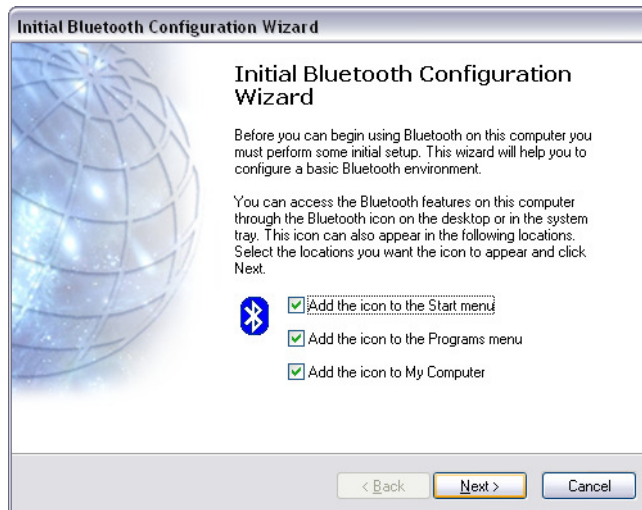 Initial Bluetooth Configuration Wizard
Initial Bluetooth Configuration
Wizard
Before you can begin using Bluetooth on this computer you
must perform some initial setup. This wizard will help you to
configure a basic Bluetooth environment.
You can access the Bluetooth features on this computer
through the Bluetooth icon on the desktop or in the system
tray. This icon can also appear in the following locations.
Select the locations you want the icon to appear and click
Next.
Add the icon to the Start menu
Add the icon to the Programs menu
Add the icon to My Computer
< Back
Next >
Cancel